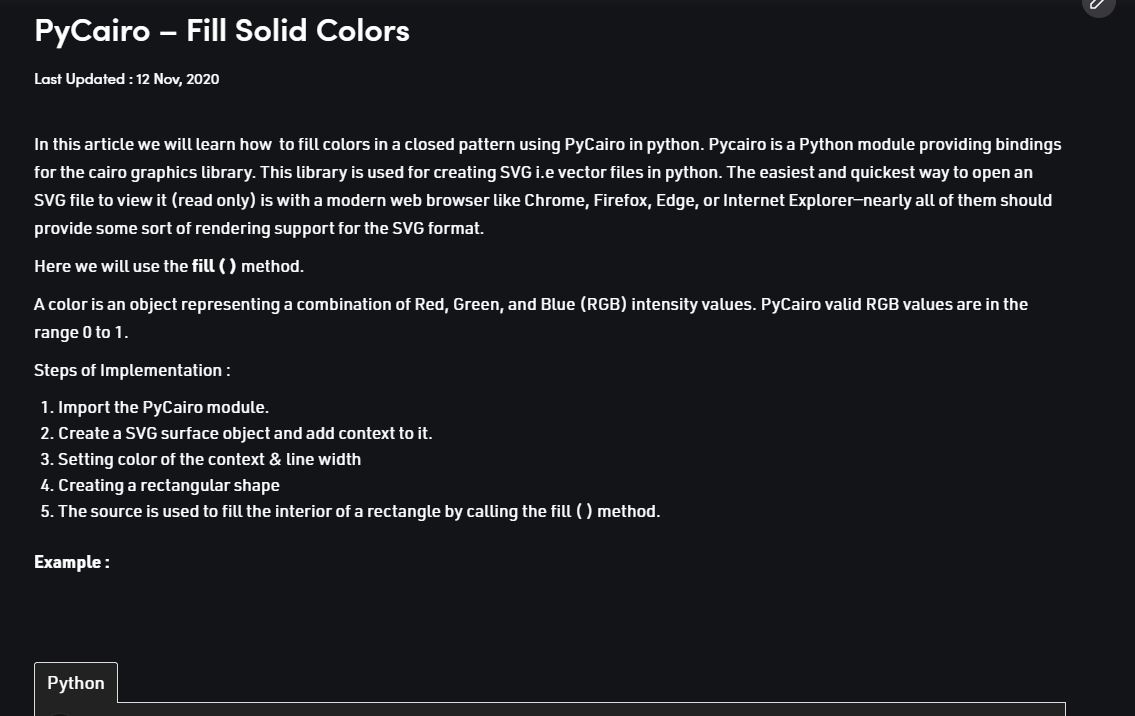 PyCairo – Fill Solid Colors
Last Updated : 12 Nov, 2020
In this article we will learn how  to fill colors in a closed pattern using PyCairo in python. Pycairo is a Python module providing bindings
for the cairo graphics library. This library is used for creating SVG i.e vector files in python. The easiest and quickest way to open an
SVG file to view it (read only) is with a modern web browser like Chrome, Firefox, Edge, or Internet Explorer—nearly all of them should
provide some sort of rendering support for the SVG format.
Here we will use the fill ( ) method.
A color is an object representing a combination of Red, Green, and Blue (RGB) intensity values. PyCairo valid RGB values are in the
range 0 to 1.
Steps of Implementation :
1. Import the PyCairo module.
2. Create a SVG surface object and add context to it.
3. Setting color of the context & line width
4. Creating a rectangular shape
5. The source is used to fill the interior of a rectangle by calling the fill ( ) method.
Example :
Python